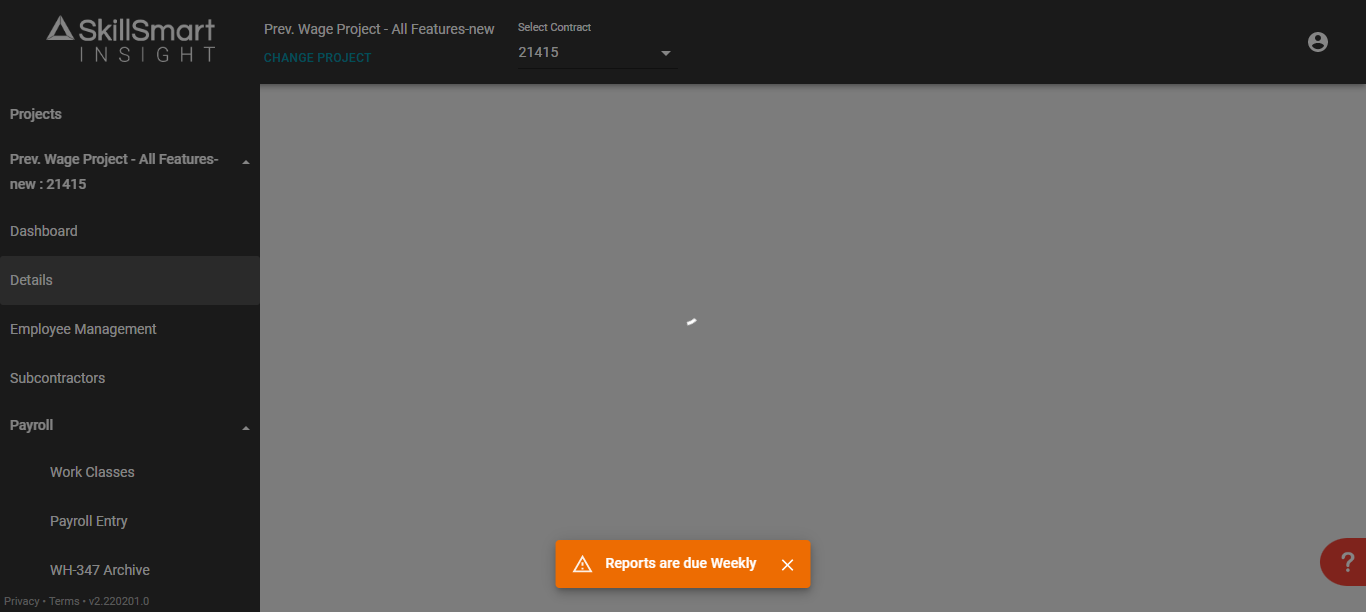 SkillSmart
INSIGHT
Prev. Wage Project - All Features-new
CHANGE PROJECT
Select Contract
21415
Projects
Prev. Wage Project - All Features-
new : 21415
Dashboard
Details
Employee Management
Subcontractors
Payroll
Work Classes
Payroll Entry
WH-347 Archive
Privacy • Terms • v2.220201.0
Reports are due Weekly
?